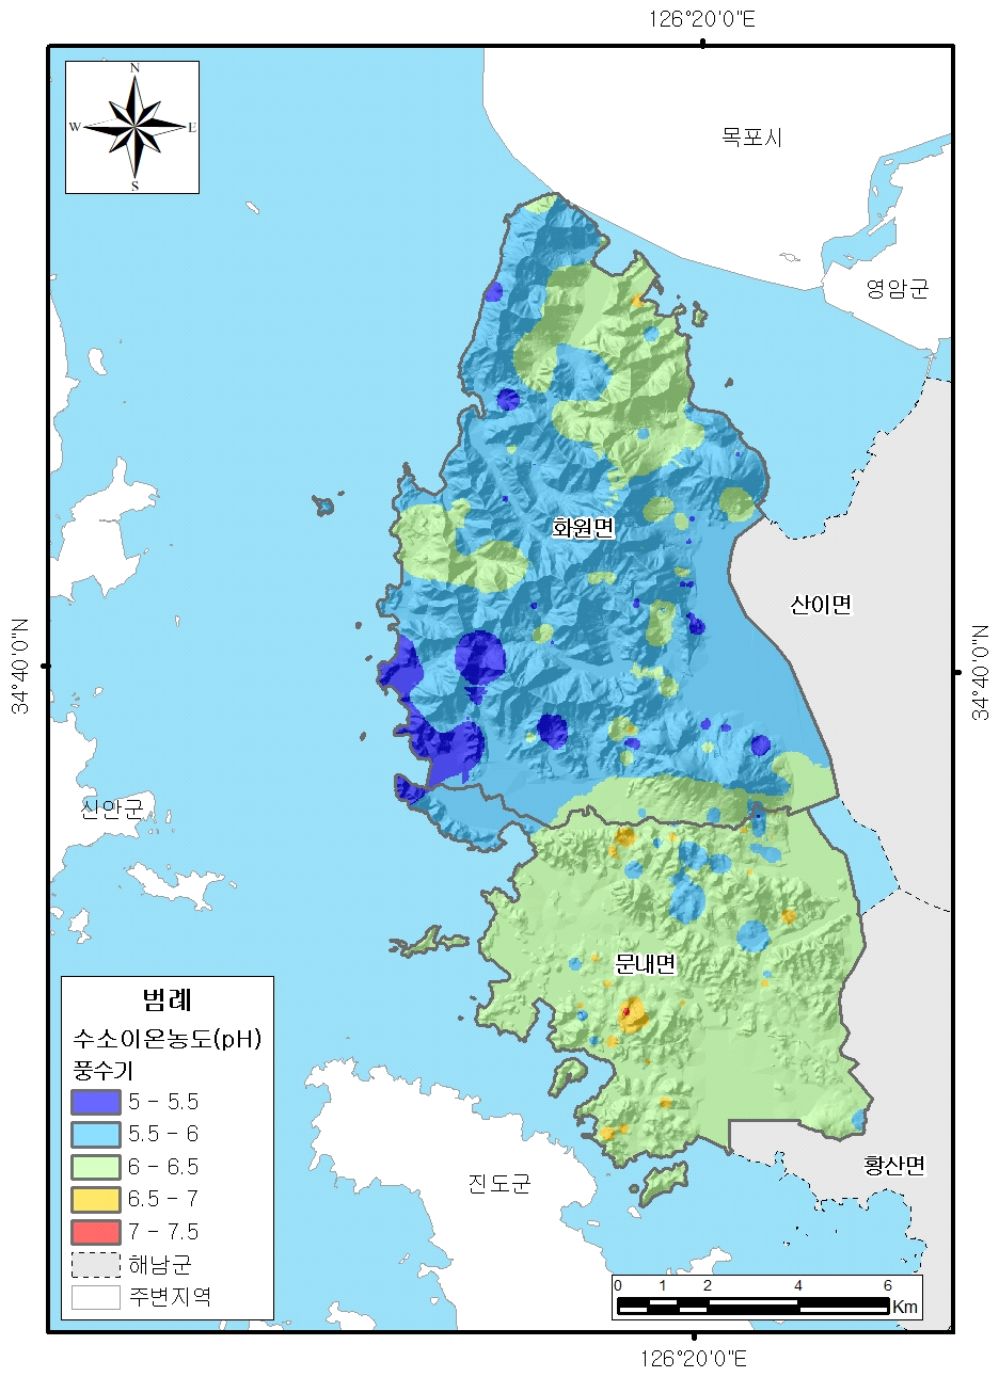 126°20'0"E
N
W
E
S
목포시
영암군
화원면
산이면
34°40'0"N
34°40'0"N
신안군
문내면
범례
수소이온농도(pH)
풍수기
5 - 5.5
5.5 - 6
6 - 6.5
6.5 - 7
7 - 7.5
해남군
주변지역
진도군
황산면
0 1 2 4 6
Km
126°20'0"E